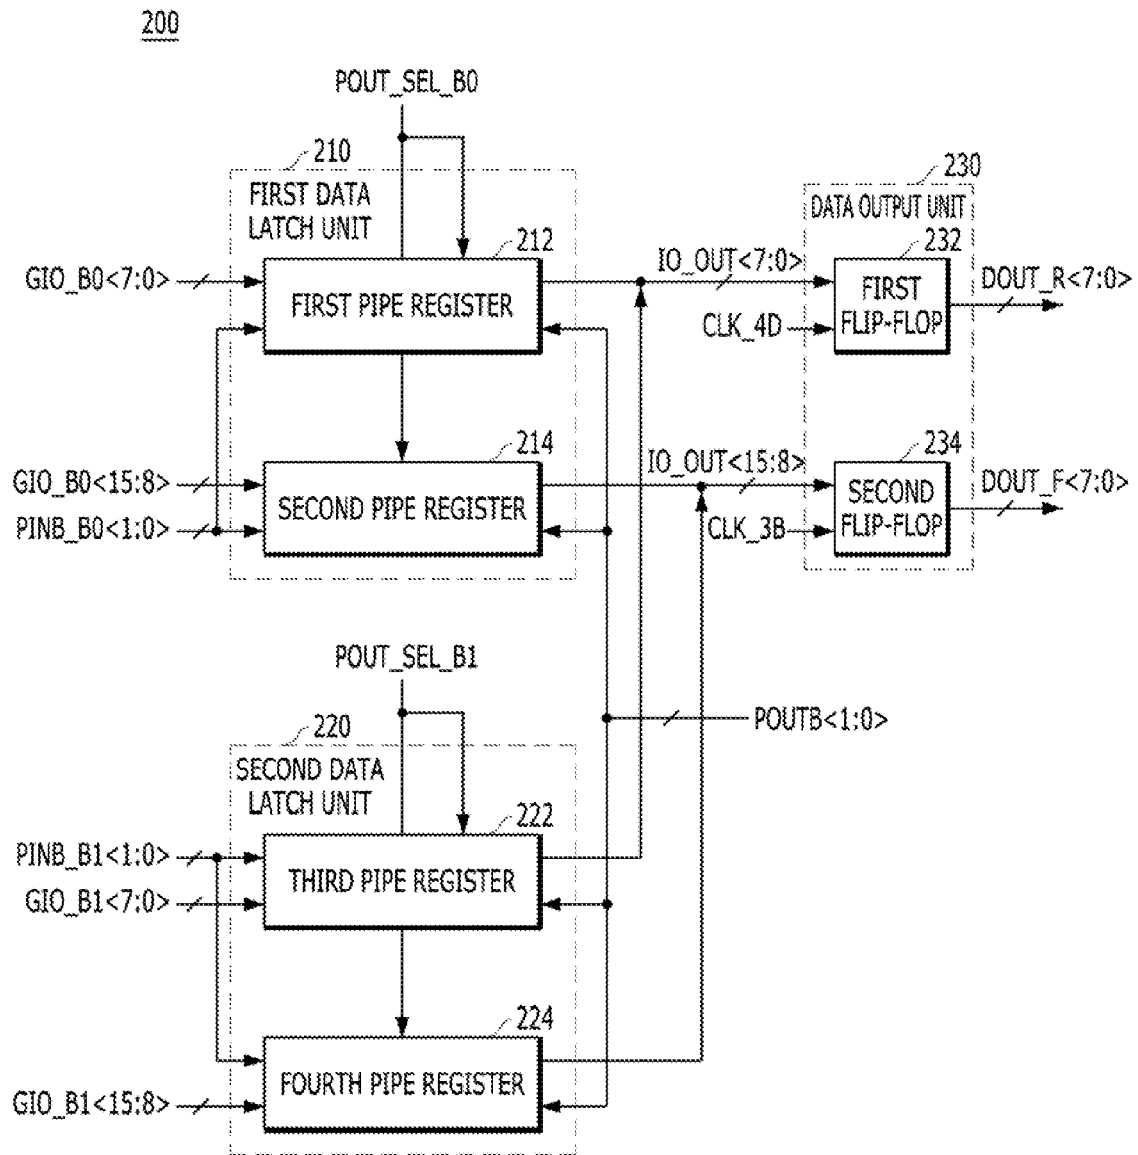 200
POUT_SEL_B0
210
FIRST DATA
LATCH UNIT
230
DATA OUTPUT UNIT
212
232
GIO_B0<7:0>
FIRST PIPE REGISTER
IO_OUT<7:0>
CLK_4D
FIRST
FLIP-FLOP
DOUT_R<7:0>
214
234
GIO_B0<15:8>
PINB_B0<1:0>
SECOND PIPE REGISTER
IO_OUT<15:8>
CLK_3B
SECOND
FLIP-FLOP
DOUT_F<7:0>
POUT_SEL_B1
POUTB<1:0>
220
SECOND DATA
LATCH UNIT
222
PINB_B1<1:0>
GIO_B1<7:0>
THIRD PIPE REGISTER
224
FOURTH PIPE REGISTER
GIO_B1<15:8>